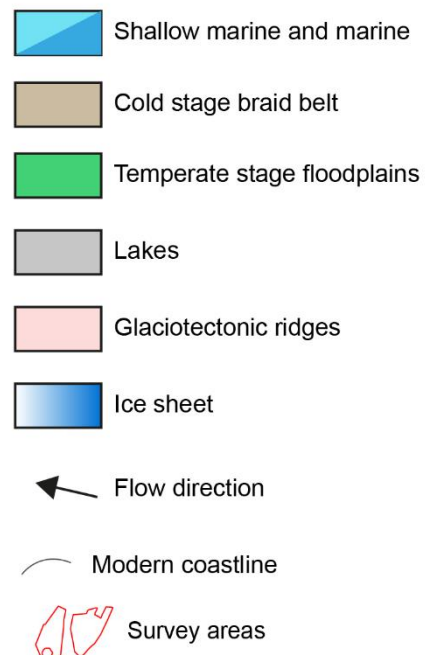 Shallow marine and marine
Cold stage braid belt
Temperate stage floodplains
Lakes
Glaciotectonic ridges
Ice sheet
Flow direction
Modern coastline
Survey areas